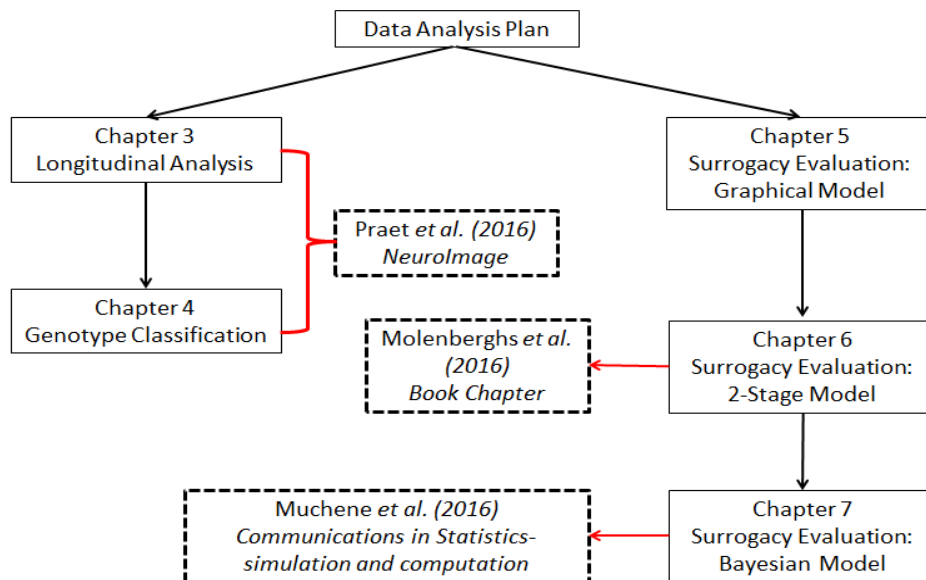 Data Analysis Plan
Chapter 3
Longitudinal Analysis
Chapter 5
Surrogacy Evaluation:
Graphical Model
Praet et al. (2016)
NeuroImage
Chapter 4
Genotype Classification
Molenberghs et al.
(2016)
Book Chapter
Chapter 6
Surrogacy Evaluation:
2-Stage Model
Muchene et al. (2016)
Communications in Statistics-
simulation and computation
Chapter 7
Surrogacy Evaluation:
Bayesian Model